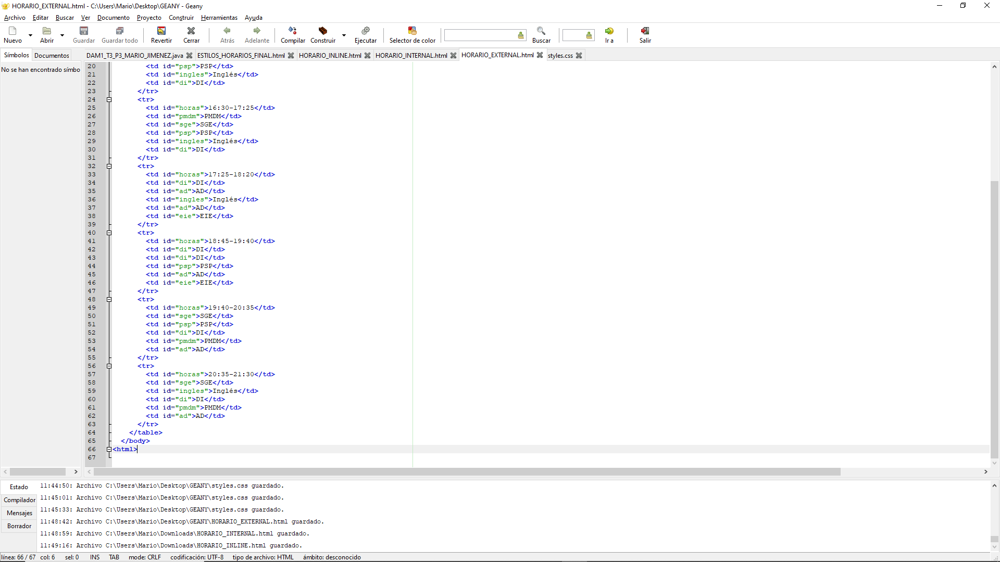 HORARIO_EXTERNAL.html - C:\Users\Mario\Desktop\GEANY - Geany
Archivo Editar Buscar Ver Documento Proyecto Construir Herramientas Ayuda
Nuevo Abrir Guardar Guardar todo Revertir Cerrar Atrás Adelante Compilar Construir Ejecutar Selector de color Buscar Ir a Salir
Símbolos Documentos DAM1_T3_P3_MARIO_JIMENEZ.java ESTILOS_HORARIOS_FINAL.html HORARIO_INLINE.html HORARIO_INTERNAL.html HORARIO_EXTERNAL.html styles.css
No se han encontrado símbo
20 <td id="psp">PSP</td>
21 <td id="ingles">Inglés</td>
22 <td id="di">DI</td>
23 </tr>
24 <tr>
25 <td id="horas">16:30-17:25</td>
26 <td id="pmdm">PMDM</td>
27 <td id="sge">SGE</td>
28 <td id="psp">PSP</td>
29 <td id="ingles">Inglés</td>
30 <td id="di">DI</td>
31 </tr>
32 <tr>
33 <td id="horas">17:25-18:20</td>
34 <td id="di">DI</td>
35 <td id="ad">AD</td>
36 <td id="ingles">Inglés</td>
37 <td id="ad">AD</td>
38 <td id="eie">EIE</td>
39 </tr>
40 <tr>
41 <td id="horas">18:45-19:40</td>
42 <td id="di">DI</td>
43 <td id="di">DI</td>
44 <td id="psp">PSP</td>
45 <td id="ad">AD</td>
46 <td id="eie">EIE</td>
47 </tr>
48 <tr>
49 <td id="horas">19:40-20:35</td>
50 <td id="sge">SGE</td>
51 <td id="psp">PSP</td>
52 <td id="di">DI</td>
53 <td id="pmdm">PMDM</td>
54 <td id="ad">AD</td>
55 </tr>
56 <tr>
57 <td id="horas">20:35-21:30</td>
58 <td id="sge">SGE</td>
59 <td id="ingles">Inglés</td>
60 <td id="di">DI</td>
61 <td id="pmdm">PMDM</td>
62 <td id="ad">AD</td>
63 </tr>
64 </table>
65 </body>
66 <html>
67
Estado
Compilador
Mensajes
Borrador
11:44:50: Archivo C:\Users\Mario\Desktop\GEANY\styles.css guardado.
11:45:01: Archivo C:\Users\Mario\Desktop\GEANY\styles.css guardado.
11:45:33: Archivo C:\Users\Mario\Desktop\GEANY\styles.css guardado.
11:48:42: Archivo C:\Users\Mario\Desktop\GEANY\HORARIO_EXTERNAL.html guardado.
11:48:59: Archivo C:\Users\Mario\Downloads\HORARIO_INTERNAL.html guardado.
11:49:16: Archivo C:\Users\Mario\Downloads\HORARIO_INLINE.html guardado.
línea: 66 / 67 col: 6 sel: 0 INS TAB mode: CRLF codificación: UTF-8 tipo de archivo: HTML ámbito: desconocido